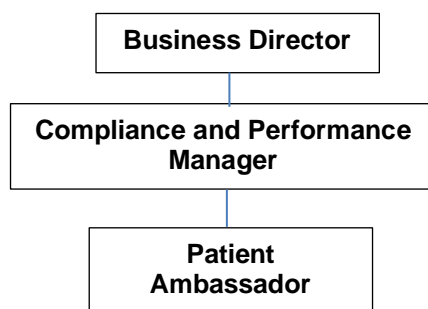 Business Director
Compliance and Performance
Manager
Patient
Ambassador